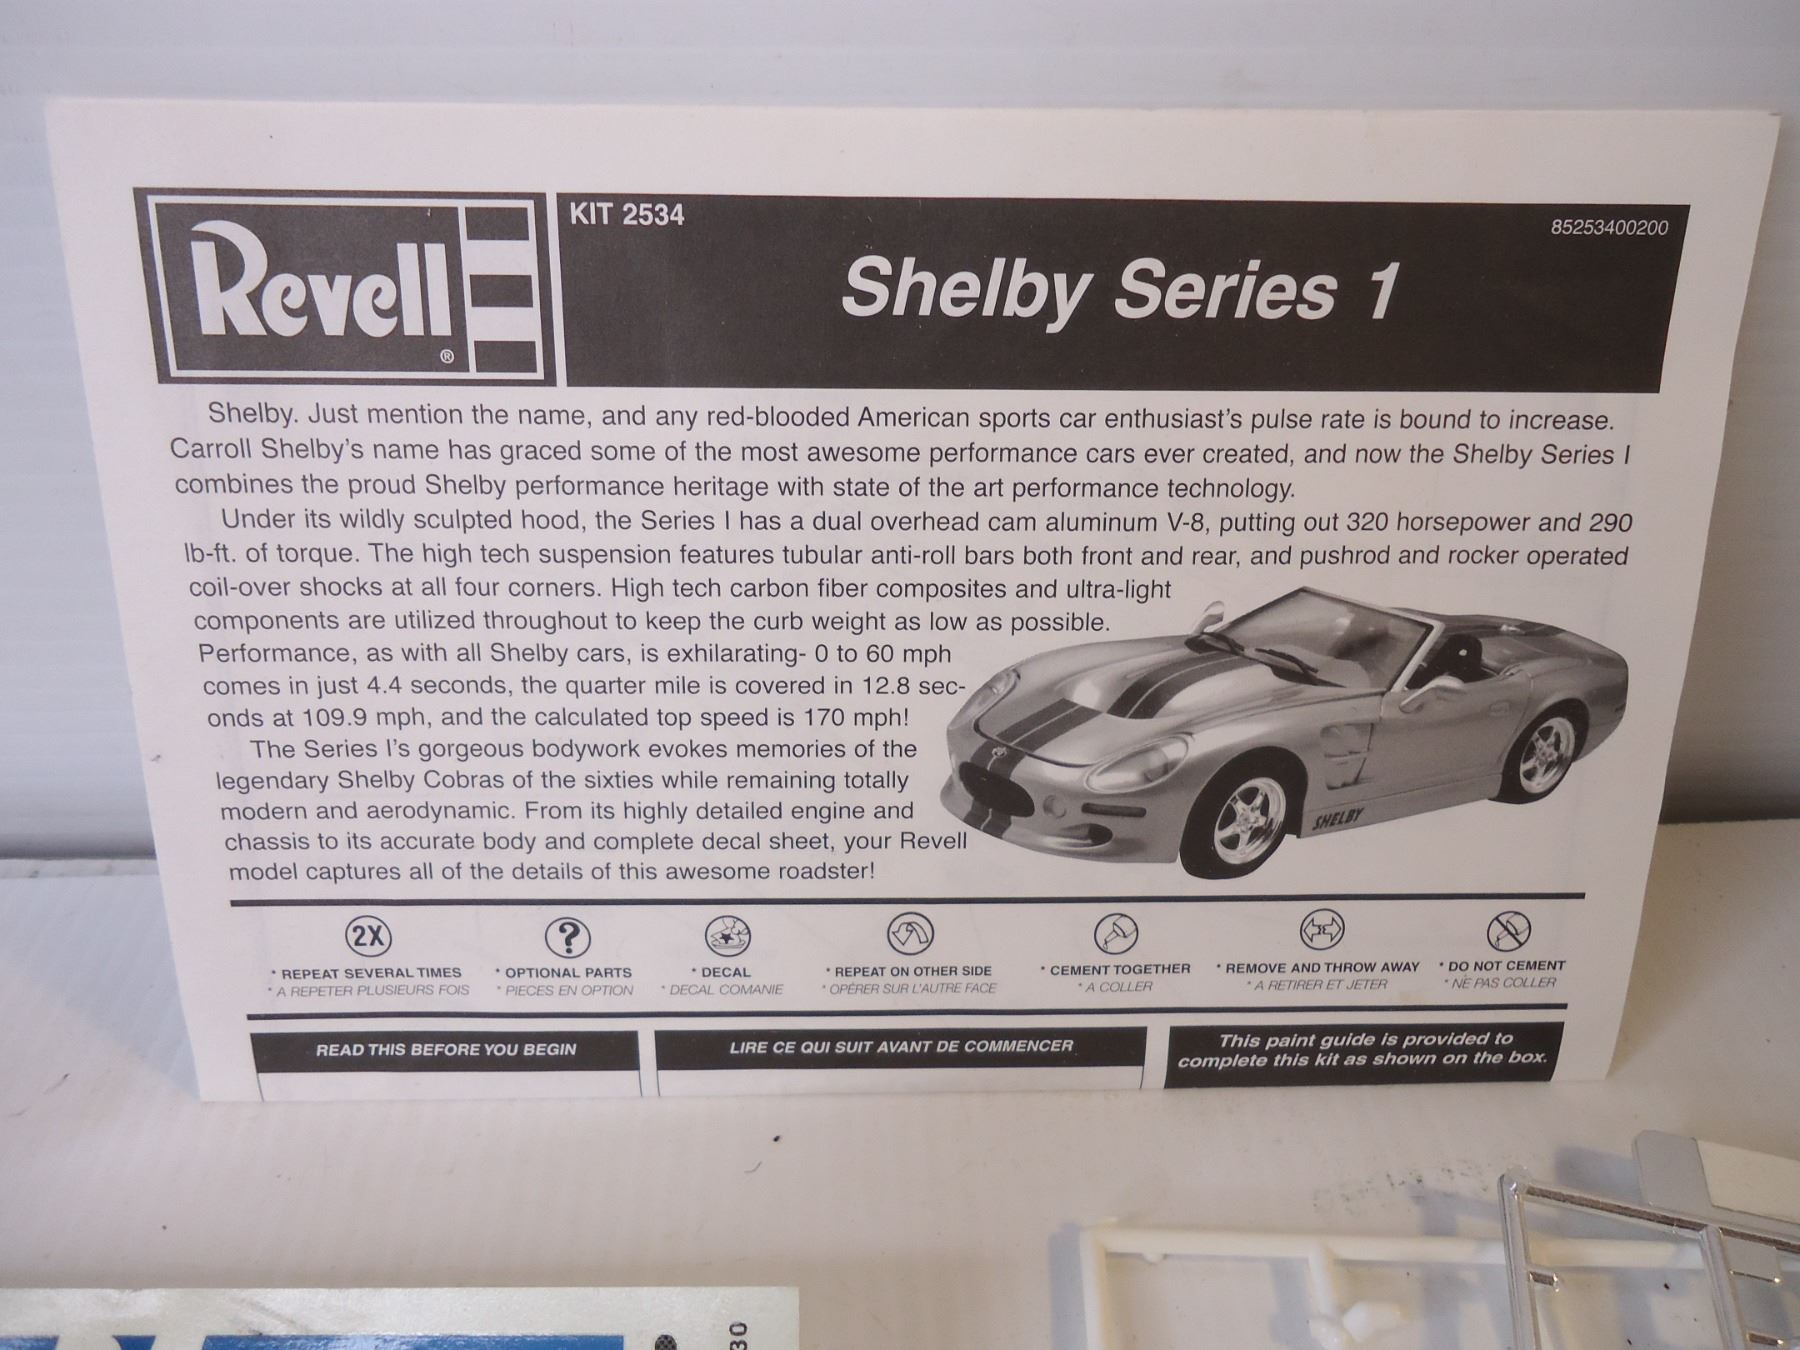 Revell
®
KIT 2534
85253400200
Shelby Series 1
Shelby. Just mention the name, and any red-blooded American sports car enthusiast's pulse rate is bound to increase.
Carroll Shelby's name has graced some of the most awesome performance cars ever created, and now the Shelby Series I
combines the proud Shelby performance heritage with state of the art performance technology.
Under its wildly sculpted hood, the Series I has a dual overhead cam aluminum V-8, putting out 320 horsepower and 290
lb-ft. of torque. The high tech suspension features tubular anti-roll bars both front and rear, and pushrod and rocker operated
coil-over shocks at all four corners. High tech carbon fiber composites and ultra-light
components are utilized throughout to keep the curb weight as low as possible.
Performance, as with all Shelby cars, is exhilarating- 0 to 60 mph
comes in just 4.4 seconds, the quarter mile is covered in 12.8 sec-
onds at 109.9 mph, and the calculated top speed is 170 mph!
The Series I's gorgeous bodywork evokes memories of the
legendary Shelby Cobras of the sixties while remaining totally
modern and aerodynamic. From its highly detailed engine and
chassis to its accurate body and complete decal sheet, your Revell
model captures all of the details of this awesome roadster!
SHELBY
2X
* REPEAT SEVERAL TIMES
* A REPETER PLUSIEURS FOIS
?
* OPTIONAL PARTS
* PIECES EN OPTION
* DECAL
* DECAL COMANIE
* REPEAT ON OTHER SIDE
* OPÉRER SUR L'AUTRE FACE
* CEMENT TOGETHER
* A COLLER
* REMOVE AND THROW AWAY
* A RETIRER ET JETER
* DO NOT CEMENT
* NE PAS COLLER
READ THIS BEFORE YOU BEGIN
LIRE CE QUI SUIT AVANT DE COMMENCER
This paint guide is provided to
complete this kit as shown on the box.
30